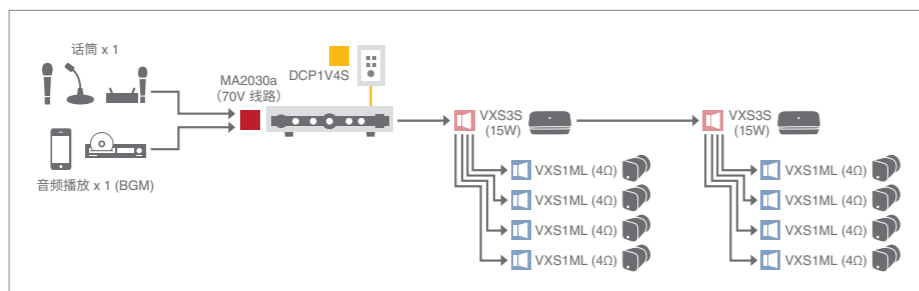 话筒 x 1
DCP1V4S
MA2030a
（70V 线路）
音频播放 x 1 (BGM)
VXS3S
(15W)
VXS1ML (4Ω)
VXS1ML (4Ω)
VXS1ML (4Ω)
VXS1ML (4Ω)
VXS3S
(15W)
VXS1ML (4Ω)
VXS1ML (4Ω)
VXS1ML (4Ω)
VXS1ML (4Ω)